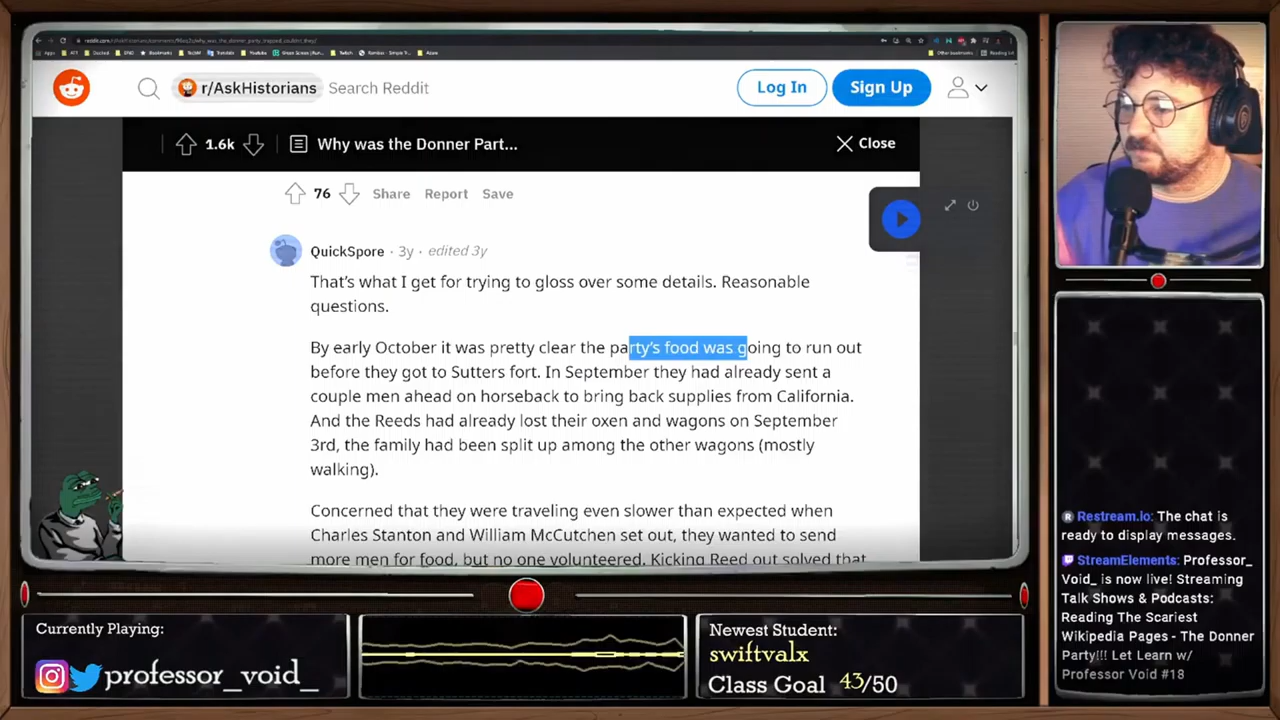 r/AskHistorians Search Reddit
Log In
Sign Up
1.6k
Why was the Donner Part...
Close
76 Share Report Save
QuickSpore · 3y · edited 3y
That's what I get for trying to gloss over some details. Reasonable
questions.
By early October it was pretty clear the party's food was going to run out
before they got to Sutters fort. In September they had already sent a
couple men ahead on horseback to bring back supplies from California.
And the Reeds had already lost their oxen and wagons on September
3rd, the family had been split up among the other wagons (mostly
walking).
Concerned that they were traveling even slower than expected when
Charles Stanton and William McCutchen set out, they wanted to send
more men for food, but no one volunteered. Kicking Reed out solved that
Restream.io: The chat is
ready to display messages.
StreamElements: Professor_
Void_ is now live! Streaming
Talk Shows & Podcasts:
Reading The Scariest
Wikipedia Pages - The Donner
Party!!! Let Learn w/
Professor Void #18
Currently Playing:
professor_void_
Newest Student:
swiftvalx
Class Goal 43/50